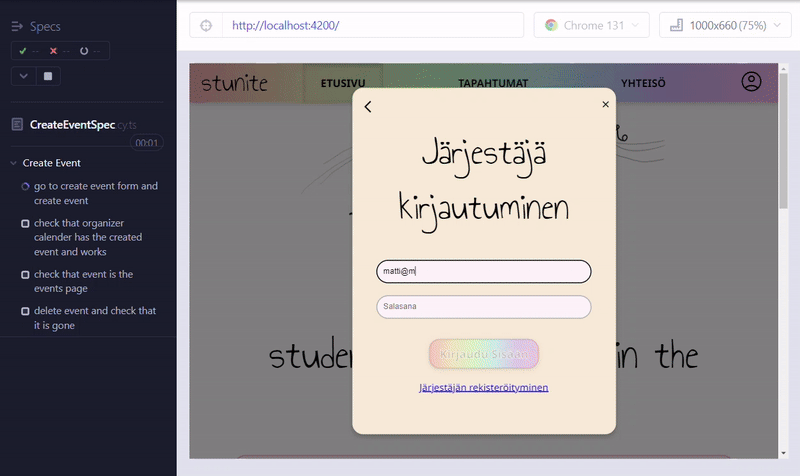 Specs
-- -- --
CreateEventSpec.cy.ts
00:01
Create Event
go to create event form and
create event
check that organizer
calender has the created
event and works
check that event is the
events page
delete event and check that
it is gone
http://localhost:4200/
Chrome 131
1000x660 (75%)
stunite
ETUSIVU
TAPAHTUMAT
YHTEISÖ
Järjestäjä
kirjautuminen
matti@m
Salasana
Kirjaudu Sisään
Järjestäjän rekisteröityminen
studen
in the